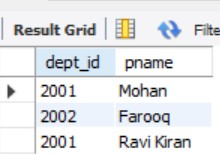 Result Grid Filte
dept_id pname
2001 Mohan
2002 Farooq
2001 Ravi Kiran